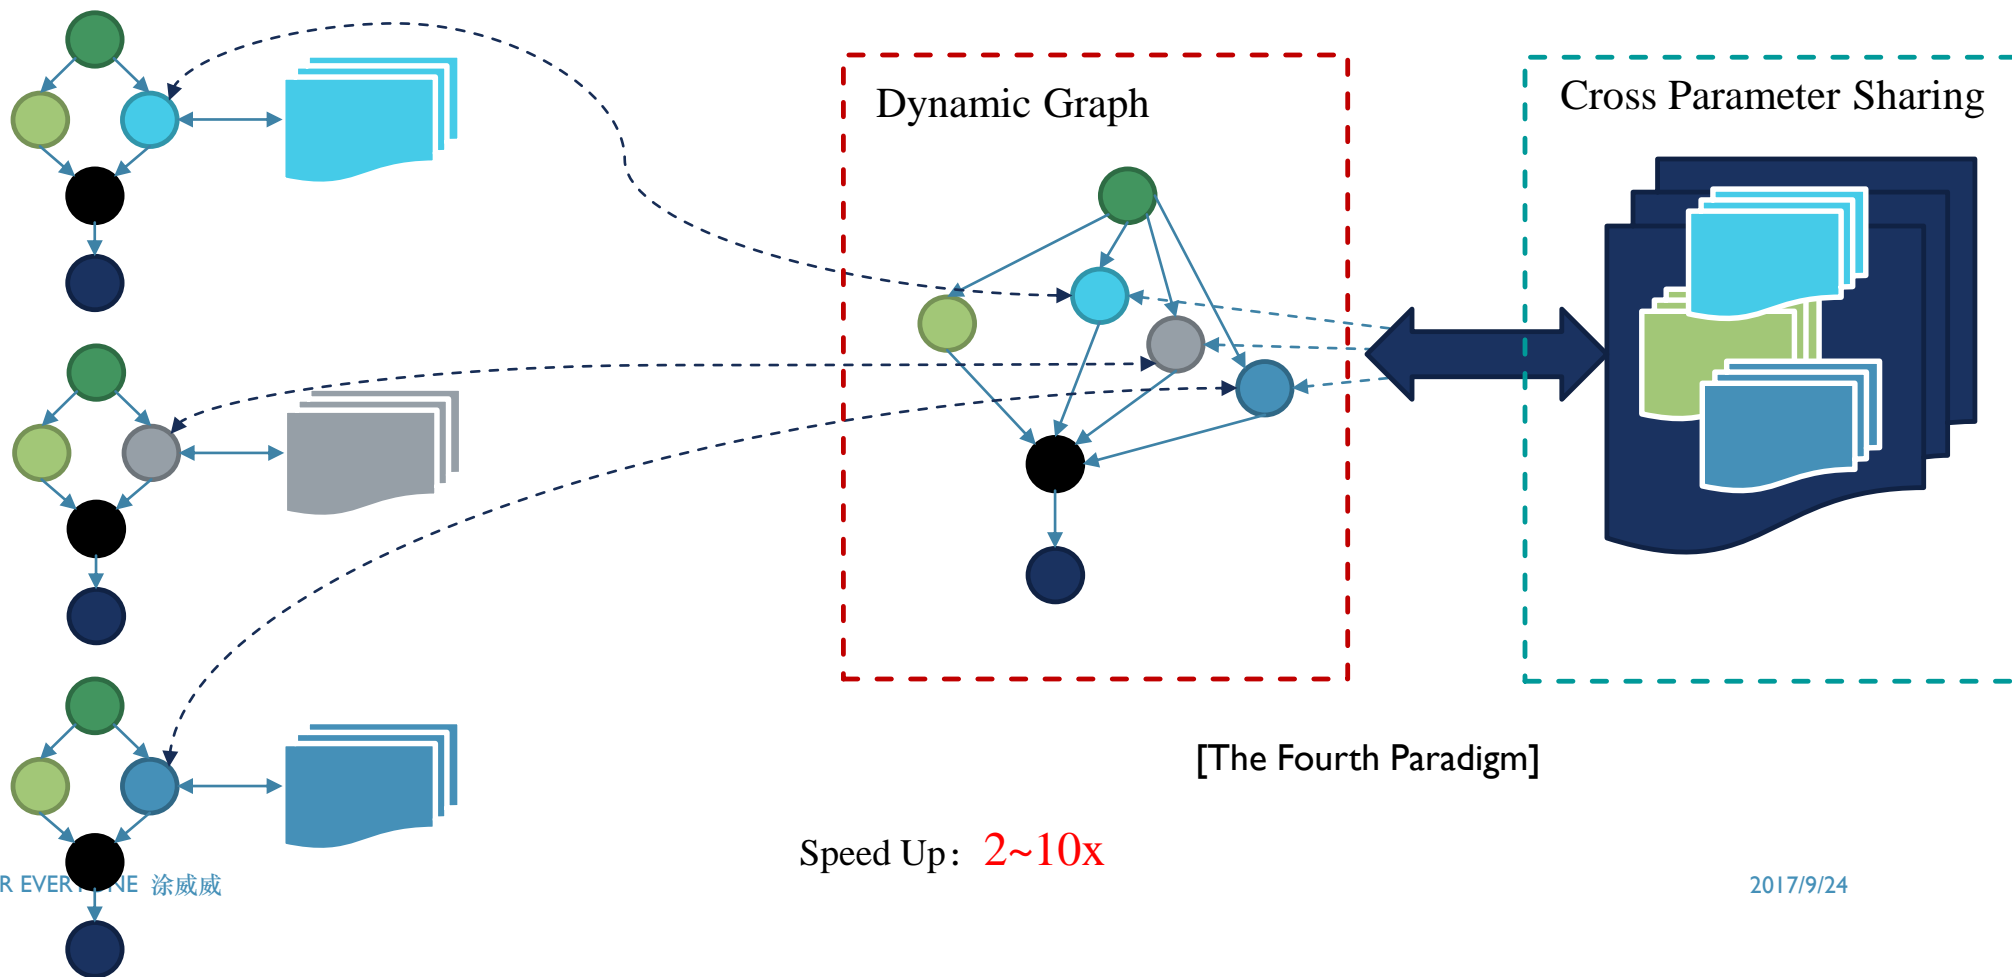 Dynamic Graph
Cross Parameter Sharing
[The Fourth Paradigm]
Speed Up: 2~10x
涂威威
2017/9/24